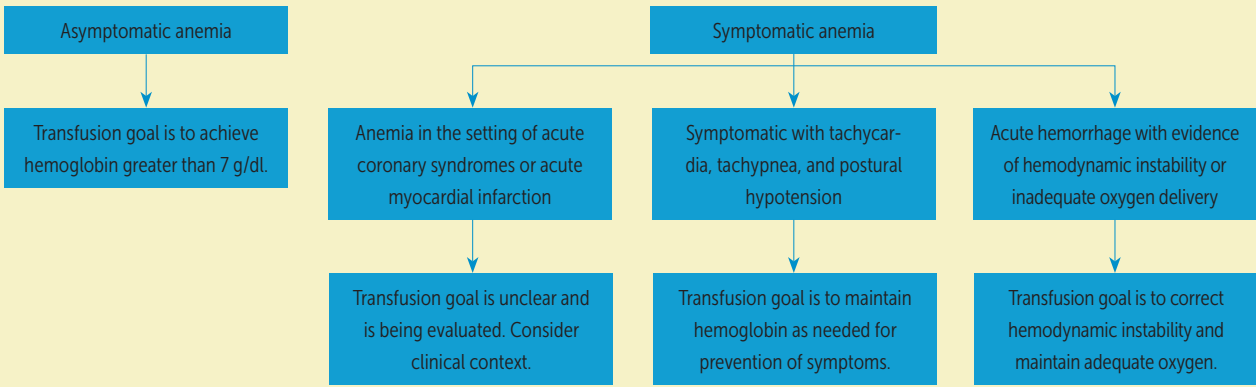 Asymptomatic anemia
Transfusion goal is to achieve
hemoglobin greater than 7 g/dl.
Symptomatic anemia
Anemia in the setting of acute
coronary syndromes or acute
myocardial infarction
Transfusion goal is unclear and
is being evaluated. Consider
clinical context.
Symptomatic with tachycar-
dia, tachypnea, and postural
hypotension
Transfusion goal is to maintain
hemoglobin as needed for
prevention of symptoms.
Acute hemorrhage with evidence
of hemodynamic instability or
inadequate oxygen delivery
Transfusion goal is to correct
hemodynamic instability and
maintain adequate oxygen.